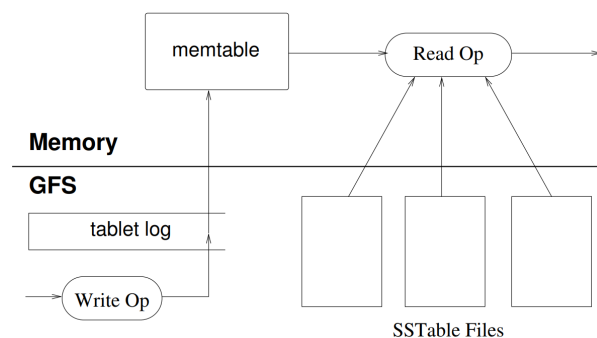 memtable
Read Op
Memory
GFS
tablet log
Write Op
SSTable Files